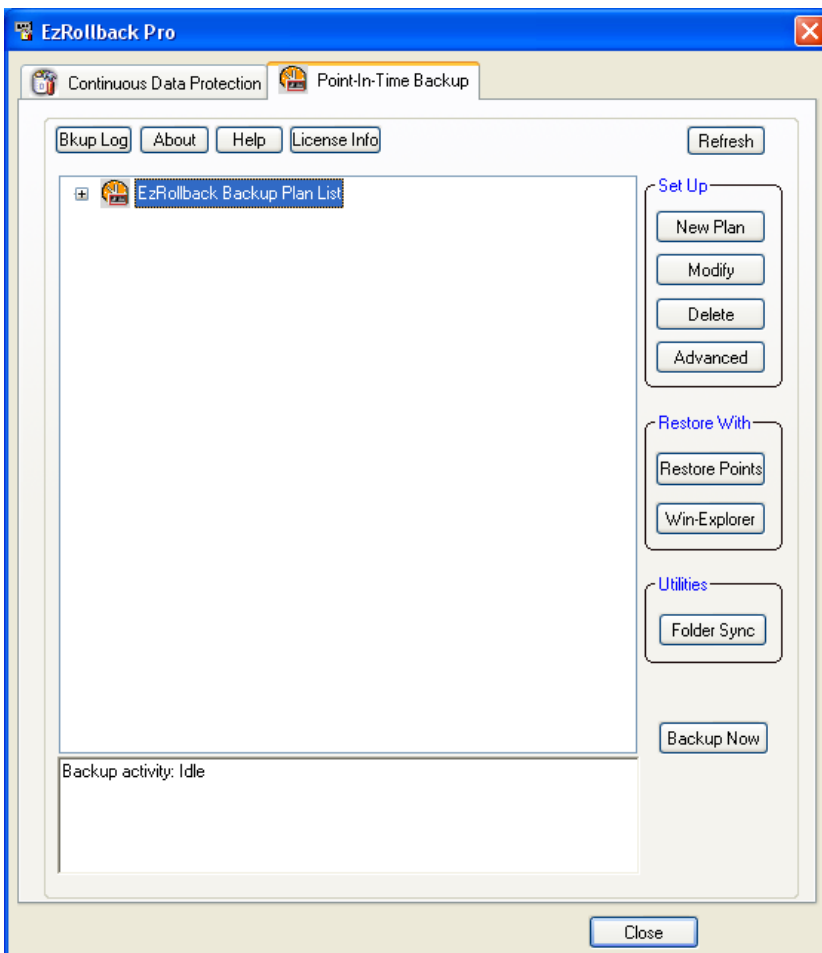 EzRollback Pro
Continuous Data Protection
Point-In-Time Backup
Bkup Log
About
Help
License Info
Refresh
EzRollback Backup Plan List
Set Up
New Plan
Modify
Delete
Advanced
Restore With
Restore Points
Win-Explorer
Utilities
Folder Sync
Backup Now
Backup activity: Idle
Close